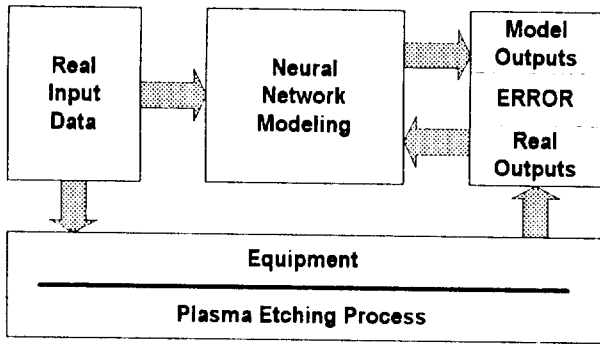 Real
Input
Data
Neural
Network
Modeling
Model
Outputs
ERROR
Real
Outputs
Equipment
Plasma Etching Process